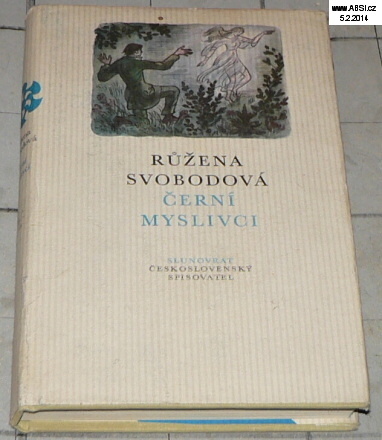 www.ABSI.cz
5.2.2014
RŮŽENA
SVOBODOVÁ
ČERNÍ
MYSLIVCI
SLUNOVRAT
ČESKOSLOVENSKÝ
SPISOVATEL